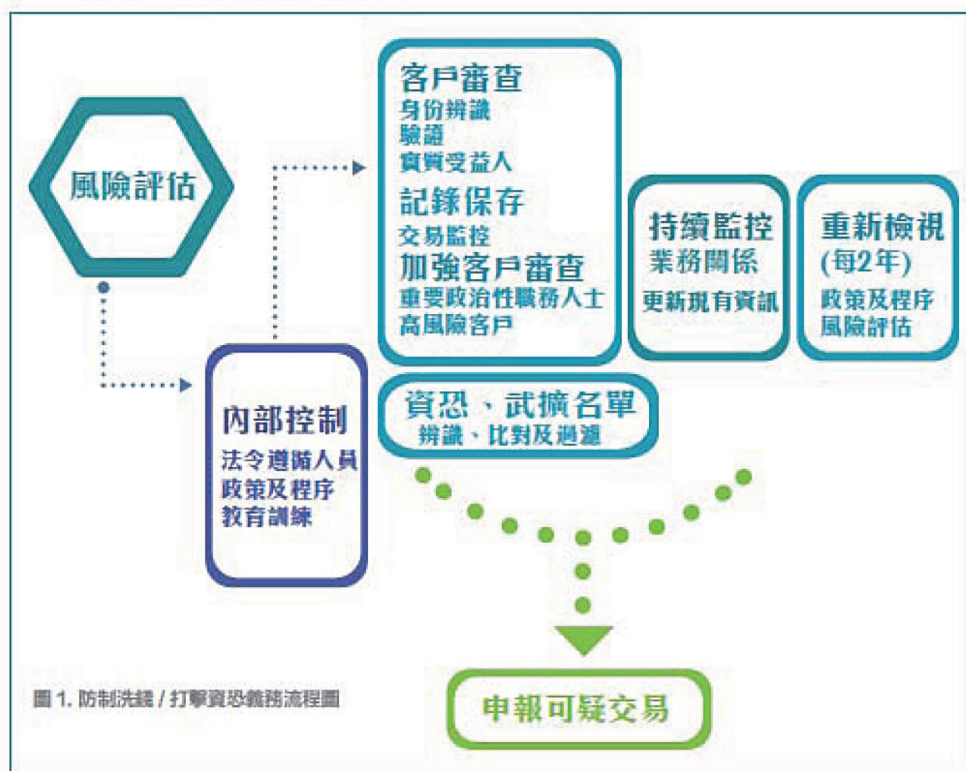 風險評估
內部控制
法令遵循人員
政策及程序
教育訓練
客戶審查
身份辨識
驗證
實質受益人
記錄保存
交易監控
加強客戶審查
重要政治性職務人士
高風險客戶
資恐、武擴名單
辨識、比對及過濾
持續監控
業務關係
更新現有資訊
重新檢視
(每2年)
政策及程序
風險評估
申報可疑交易
圖 1. 防制洗錢 / 打擊資恐義務流程圖